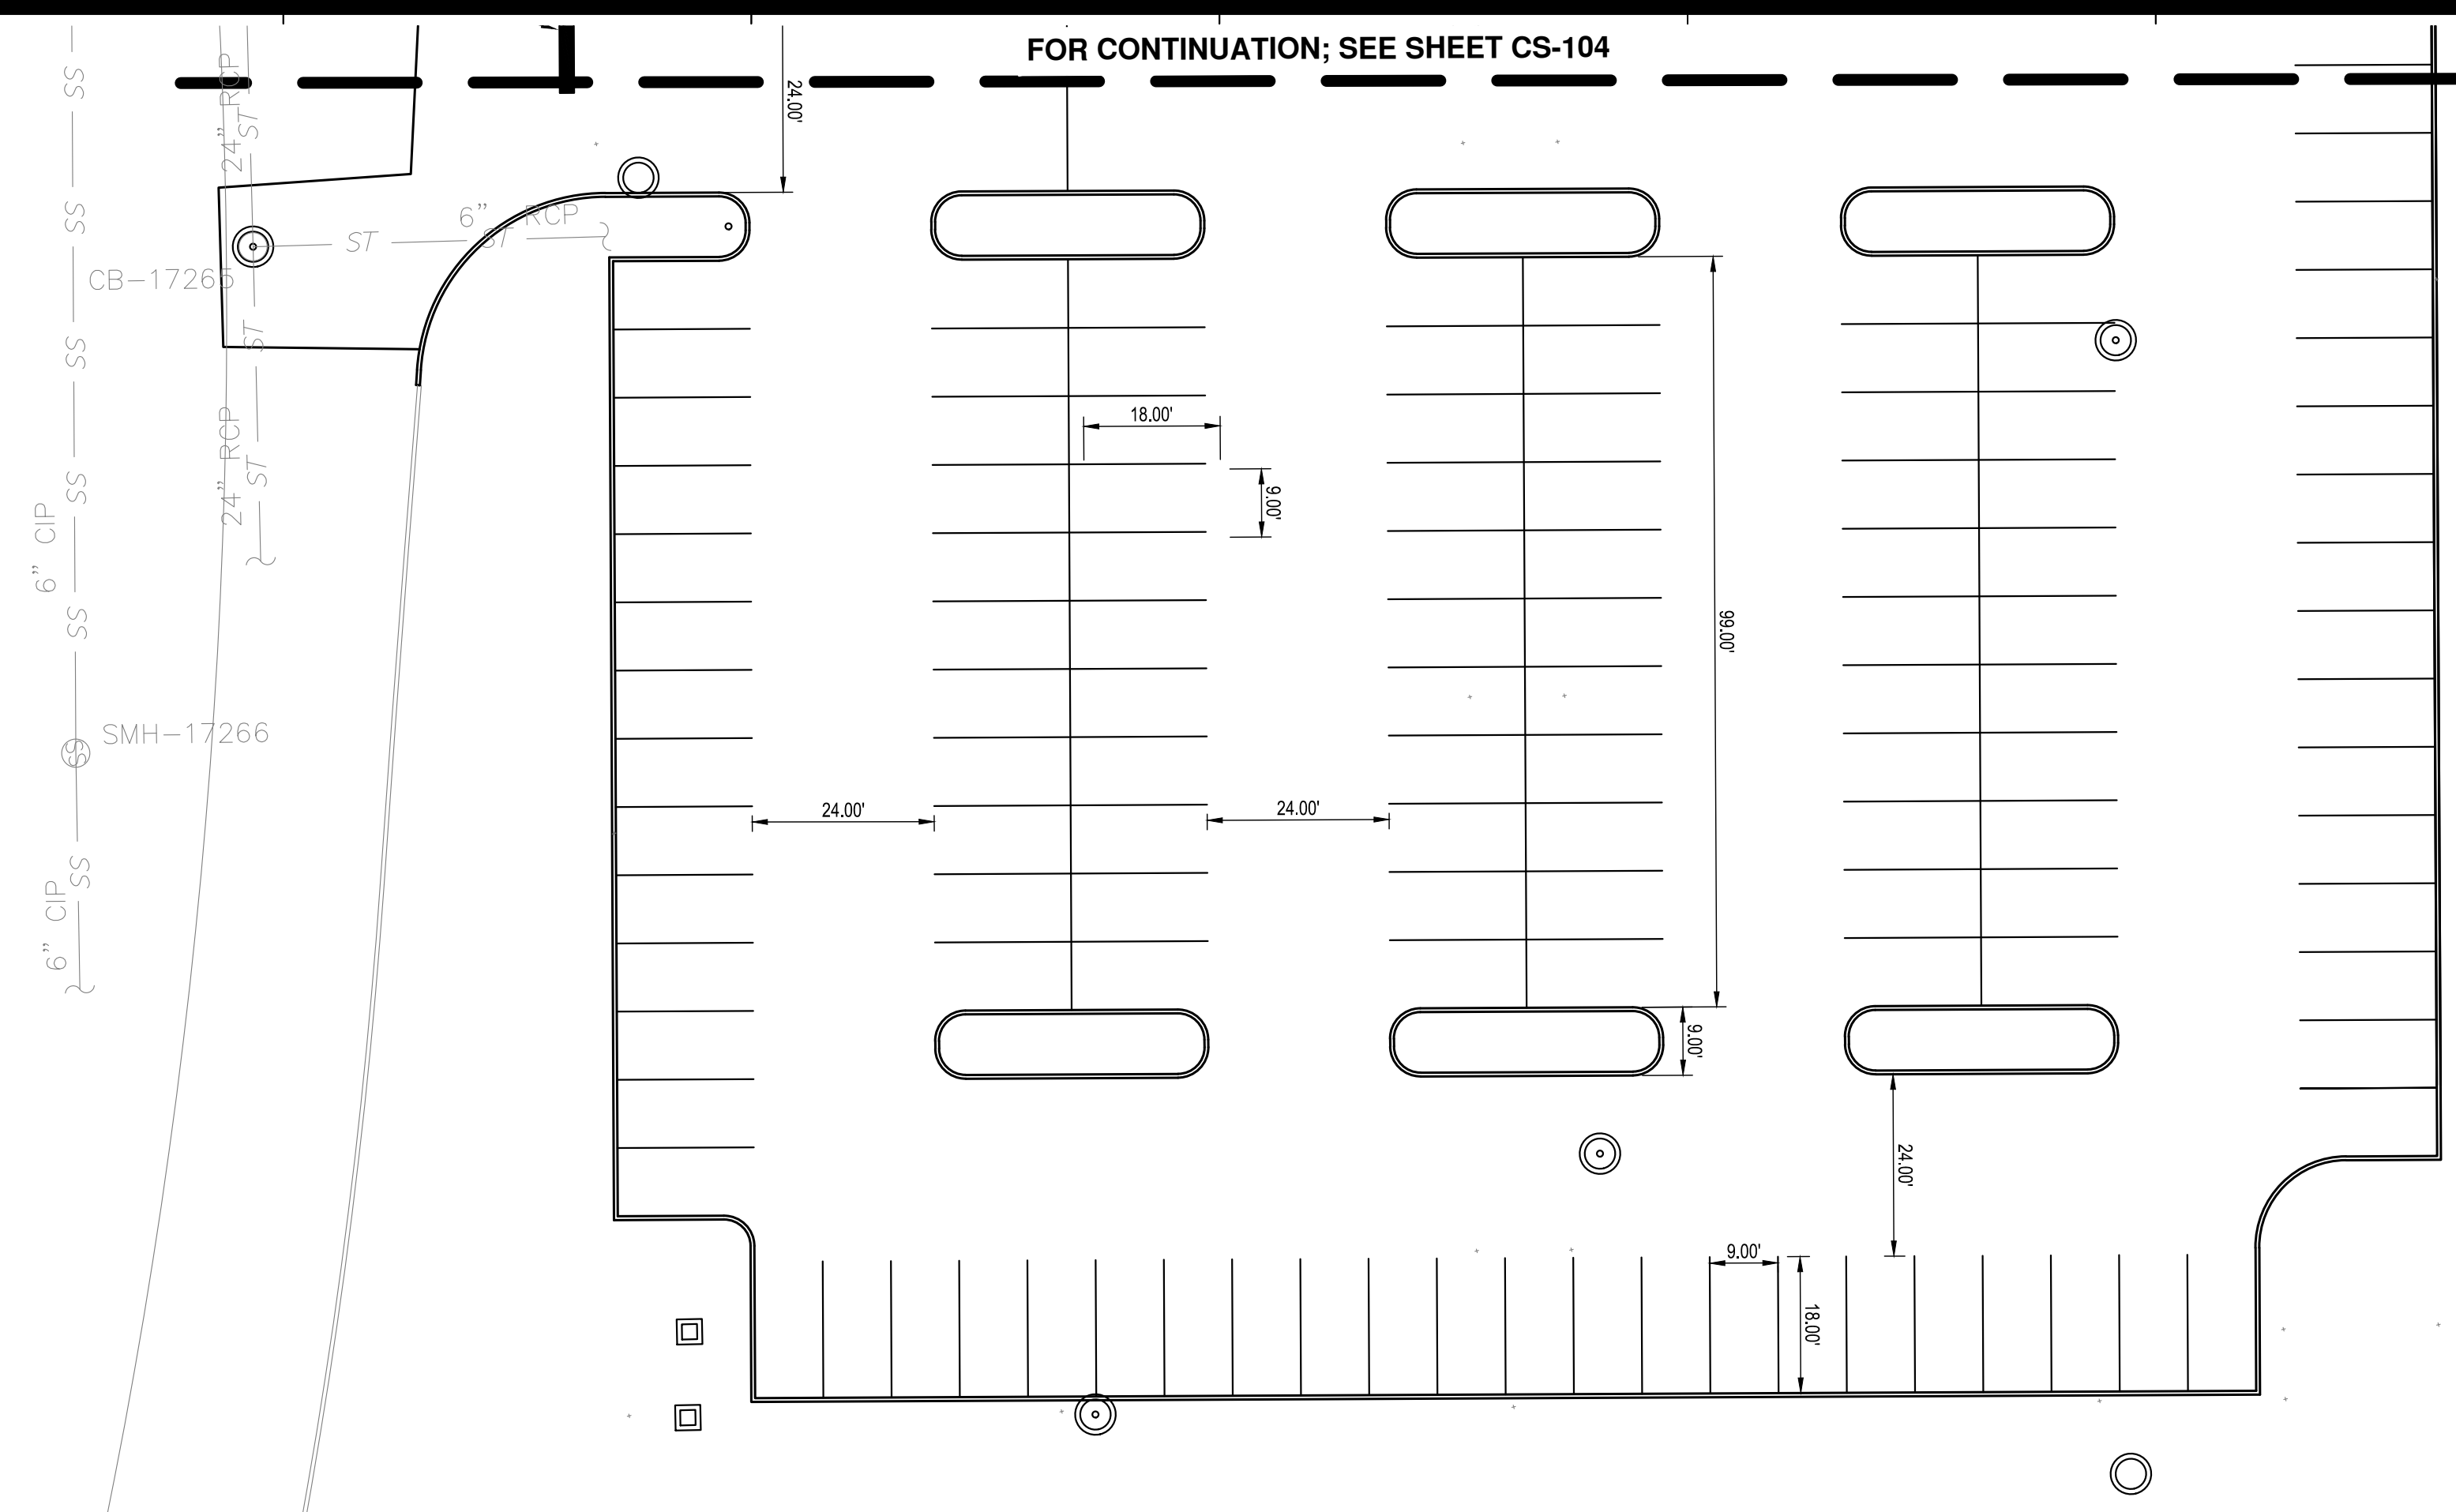 FOR CONTINUATION; SEE SHEET CS-104
24.00'
24" RCP
ST
SS
SS
6" RCP
ST
ST
CB-17265
SS
ST
18.00'
24" RCP
ST
9.00'
SS
6" CIP
SS
99.00'
SMH-17266
SS
24.00'
24.00'
SS
6" CIP
9.00'
24.00'
9.00'
18.00'